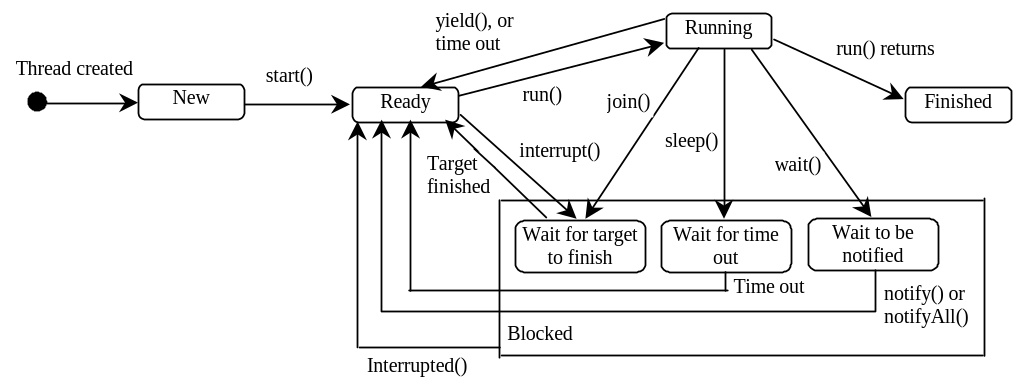 yield(), or
time out
Running
run() returns
Thread created
start()
New
Ready
run()
join()
Finished
sleep()
interrupt()
Target
finished
wait()
Wait for target
to finish
Wait for time
out
Wait to be
notified
Time out
notify() or
notifyAll()
Blocked
Interrupted()